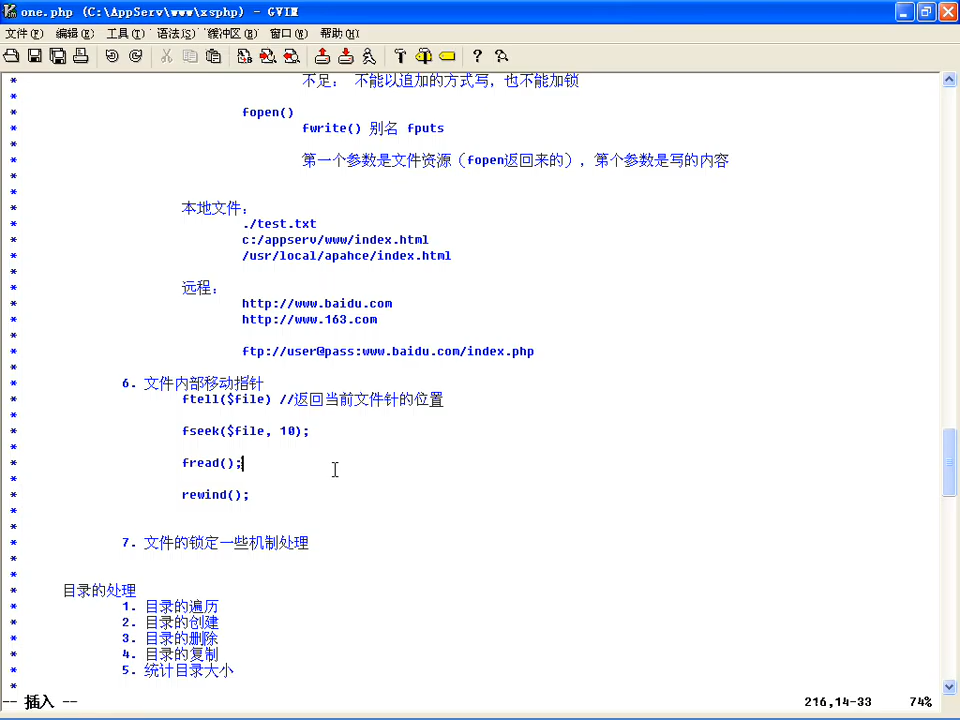 one.php (C:\AppServ\www\xsphp) - GVIM
文件(F) 编辑(E) 工具(T) 语法(S) 缓冲区(B) 窗口(W) 帮助(H)
* 不足： 不能以追加的方式写，也不能加锁
*
* fopen()
* fwrite() 别名 fputs
*
* 第一个参数是文件资源（fopen返回来的），第个参数是写的内容
*
*
* 本地文件：
* ./test.txt
* c:/appserv/www/index.html
* /usr/local/apahce/index.html
*
* 远程：
* http://www.baidu.com
* http://www.163.com
*
* ftp://user@pass:www.baidu.com/index.php
*
* 6. 文件内部移动指针
* ftell($file) //返回当前文件针的位置
*
* fseek($file, 10);
*
* fread();
*
* rewind();
*
*
* 7. 文件的锁定一些机制处理
*
*
* 目录的处理
* 1. 目录的遍历
* 2. 目录的创建
* 3. 目录的删除
* 4. 目录的复制
* 5. 统计目录大小
*
-- 插入 -- 216,14-33 74%